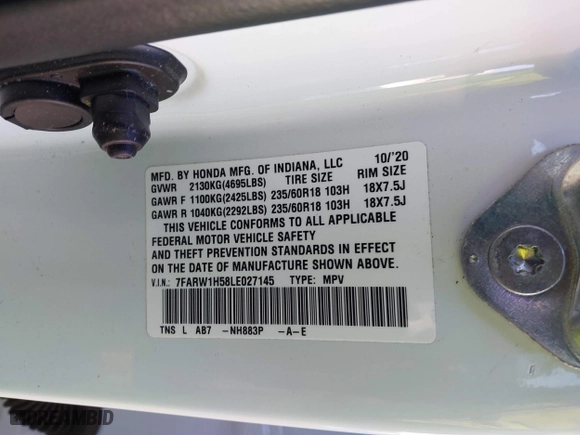 MFD. BY HONDA MFG. OF INDIANA, LLC 10/'20
GVWR 2130KG(4695LBS) TIRE SIZE RIM SIZE
GAWR F 1100KG(2425LBS) 235/60R18 103H 18X7.5J
GAWR R 1040KG(2292LBS) 235/60R18 103H 18X7.5J
THIS VEHICLE CONFORMS TO ALL APPLICABLE
FEDERAL MOTOR VEHICLE SAFETY
AND THEFT PREVENTION STANDARDS IN EFFECT
ON THE DATE OF MANUFACTURE SHOWN ABOVE.
V.I.N.: 7FARW1H58LE027145 TYPE: MPV
TNS L AB7 -NH883P -A-E